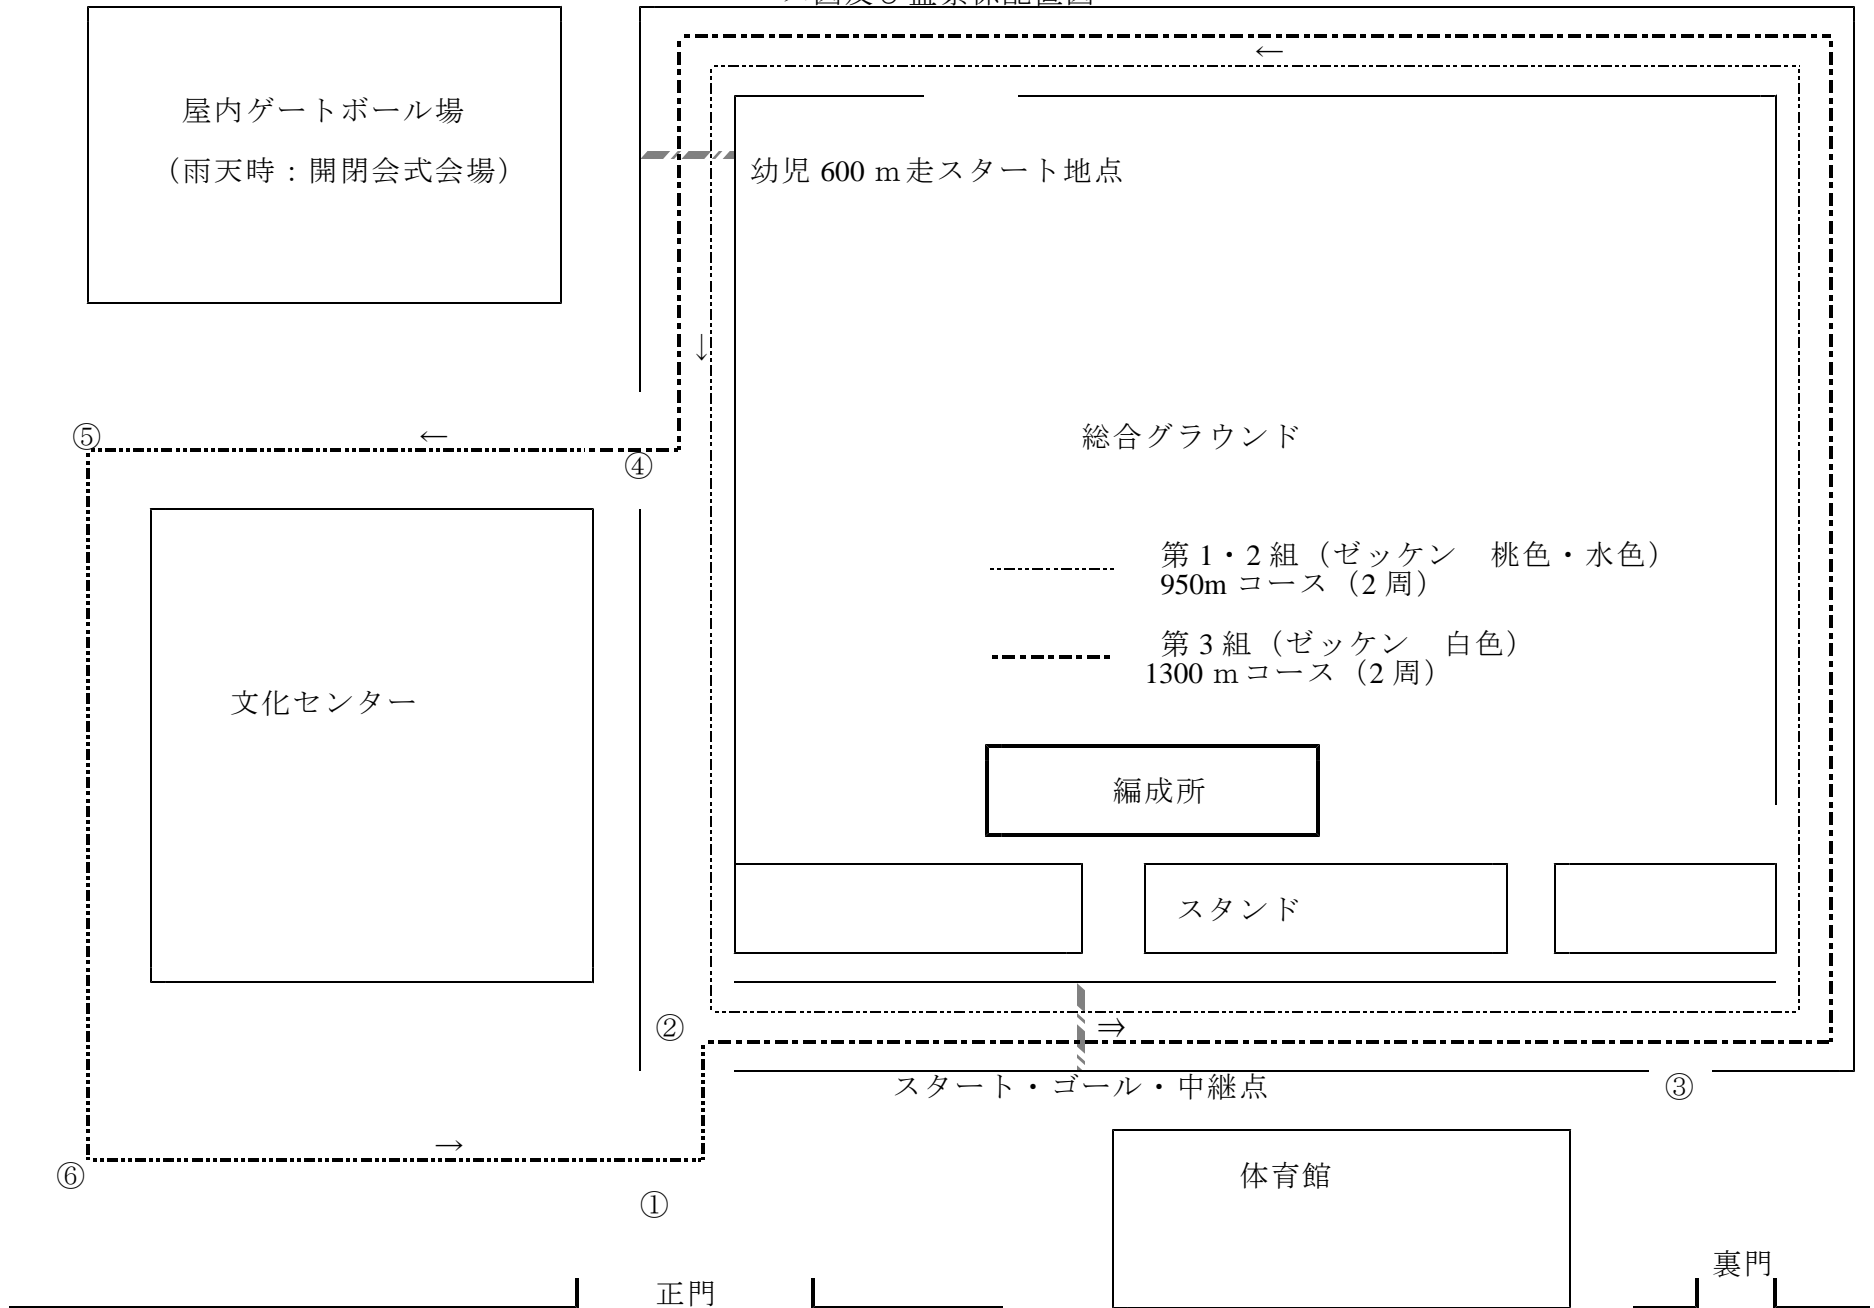 ←
屋内ゲートボール場
（雨天時：開閉会式会場）
幼児 600 ｍ走スタート地点
↓
⑤
←
④
総合グラウンド
第 1・2 組（ゼッケン　桃色・水色）
950m コース（2 周）
第 3 組（ゼッケン　白色）
1300 ｍコース（2 周）
文化センター
編成所
スタンド
②
⇒
スタート・ゴール・中継点
③
→
⑥
①
体育館
裏門
正門